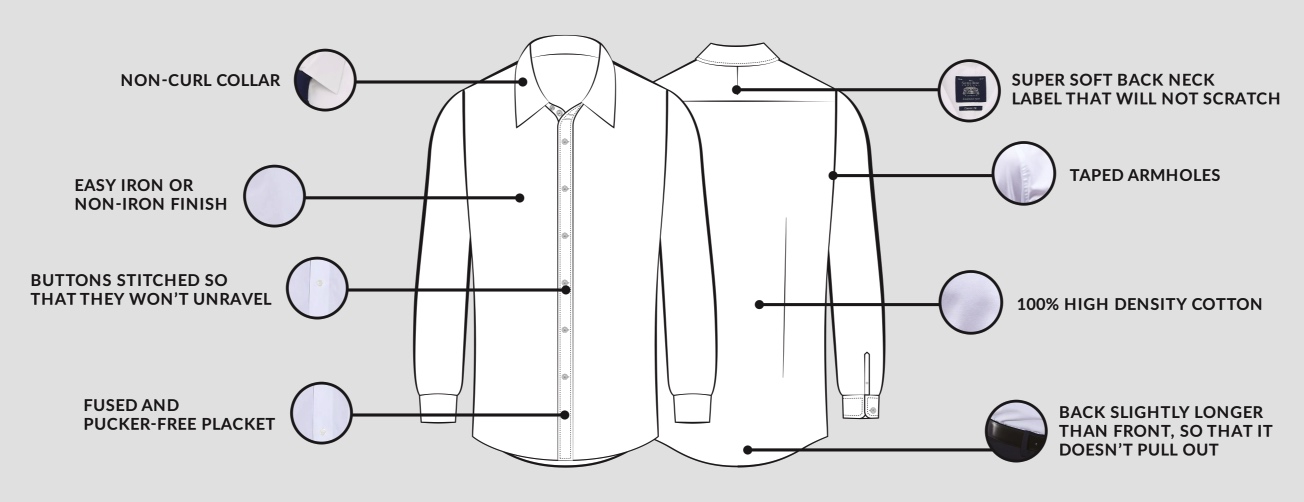 NON-CURL COLLAR
EASY IRON OR
NON-IRON FINISH
BUTTONS STITCHED SO
THAT THEY WON'T UNRAVEL
FUSED AND
PUCKER-FREE PLACKET
SUPER SOFT BACK NECK
LABEL THAT WILL NOT SCRATCH
TAPED ARMHOLES
100% HIGH DENSITY COTTON
BACK SLIGHTLY LONGER
THAN FRONT, SO THAT IT
DOESN'T PULL OUT